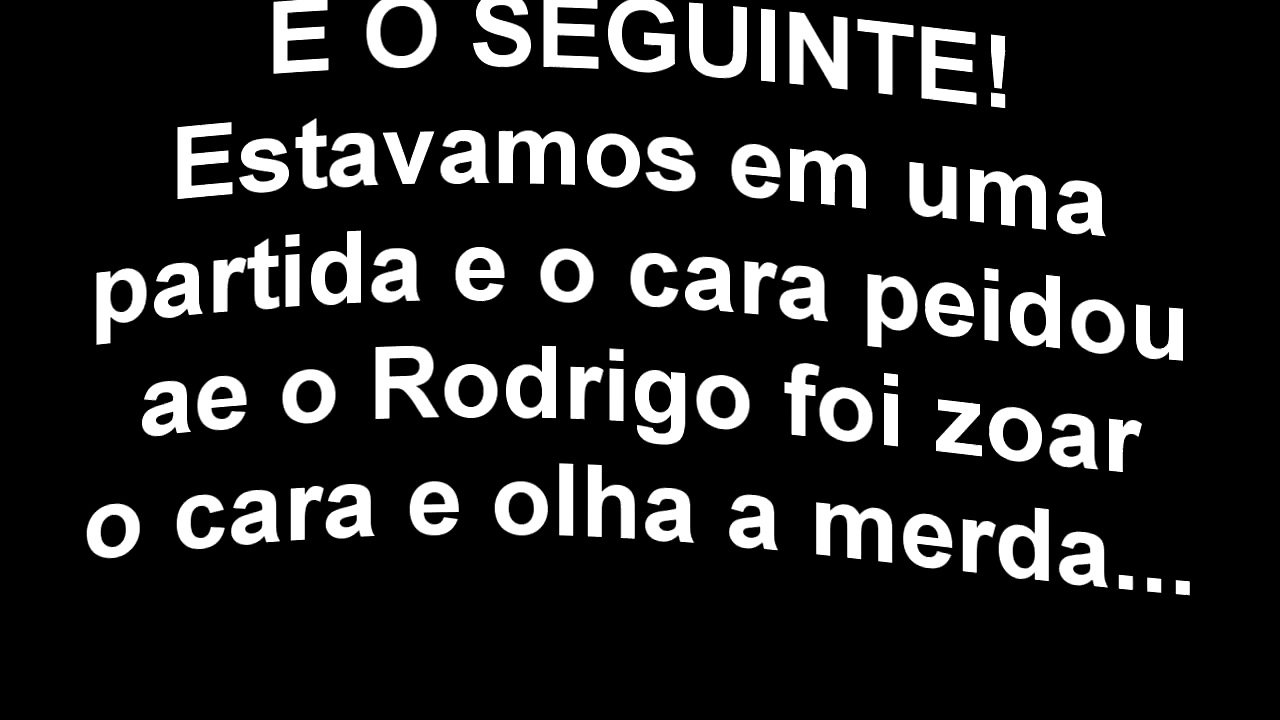 E O SEGUINTE!
Estavamos em uma
partida e o cara peidou
ae o Rodrigo foi zoar
o cara e olha a merda...